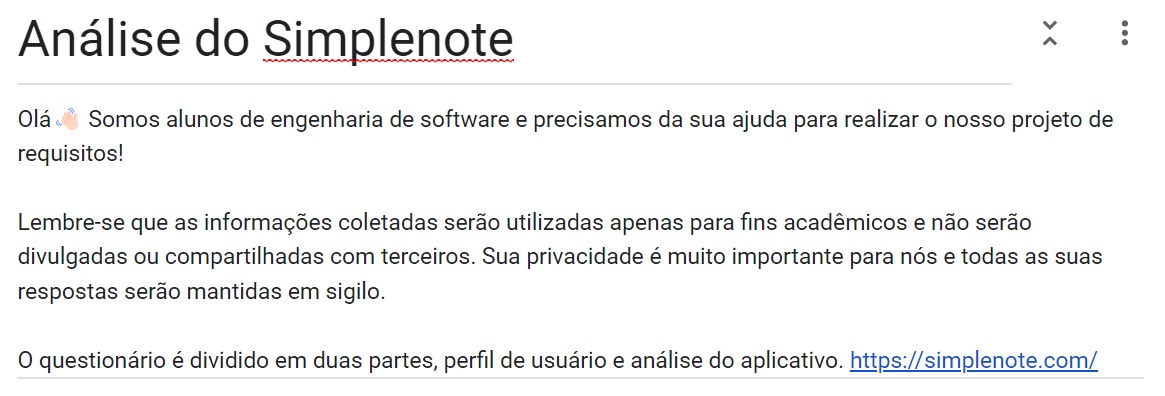 Análise do Simplenote
Olá👋 Somos alunos de engenharia de software e precisamos da sua ajuda para realizar o nosso projeto de
requisitos!
Lembre-se que as informações coletadas serão utilizadas apenas para fins acadêmicos e não serão
divulgadas ou compartilhadas com terceiros. Sua privacidade é muito importante para nós e todas as suas
respostas serão mantidas em sigilo.
O questionário é dividido em duas partes, perfil de usuário e análise do aplicativo. https://simplenote.com/